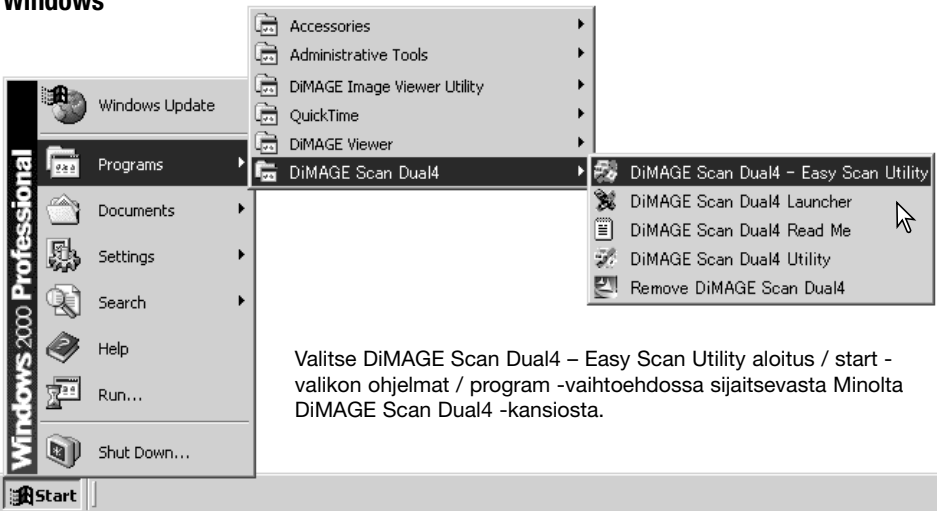 Windows
Accessories
Administrative Tools
DiMAGE Image Viewer Utility
QuickTime
DiMAGE Viewer
DiMAGE Scan Dual4
Windows Update
Programs
Documents
Settings
Search
Help
Run...
Shut Down...
Windows 2000 Professional
Start
DiMAGE Scan Dual4 - Easy Scan Utility
DiMAGE Scan Dual4 Launcher
DiMAGE Scan Dual4 Read Me
DiMAGE Scan Dual4 Utility
Remove DiMAGE Scan Dual4
Valitse DiMAGE Scan Dual4 – Easy Scan Utility aloitus / start -
valikon ohjelmat / program -vaihtoehdossa sijaitsevasta Minolta
DiMAGE Scan Dual4 -kansiosta.